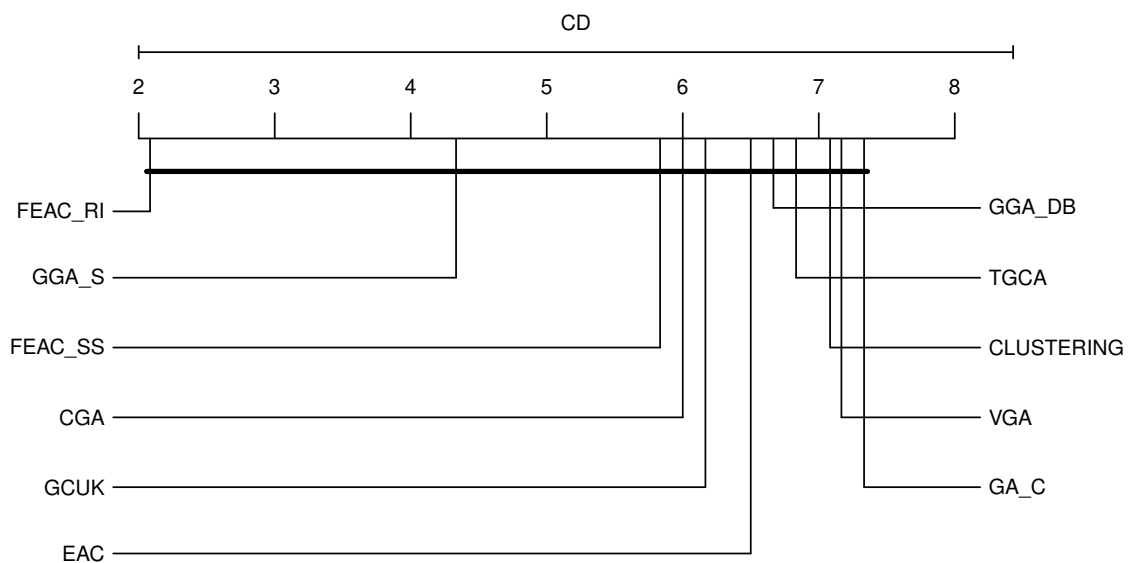 CD
2 3 4 5 6 7 8
FEAC_RI GGA_DB
GGA_S TGCA
FEAC_SS CLUSTERING
CGA VGA
GCUK GA_C
EAC